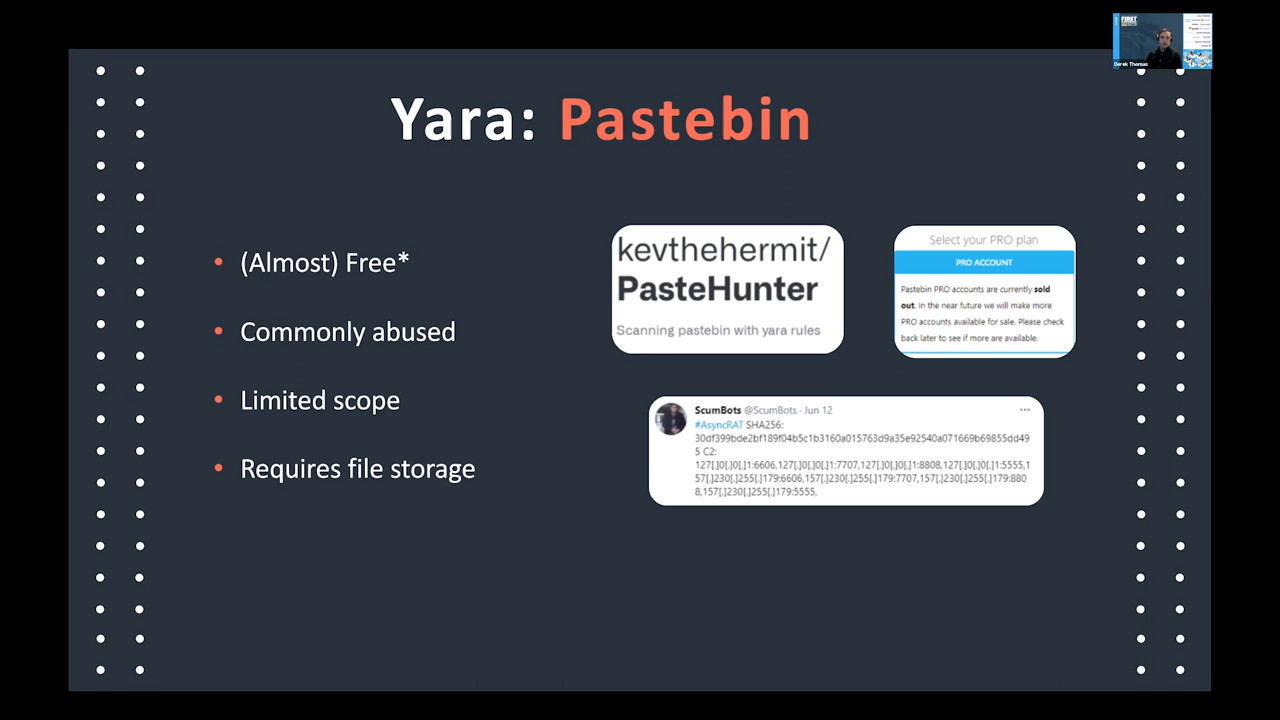 FIRST
Derek Thomas
Yara: Pastebin
• (Almost) Free*
• Commonly abused
• Limited scope
• Requires file storage
kevthehermit/
PasteHunter
Scanning pastebin with yara rules
Select your PRO plan
PRO ACCOUNT
Pastebin PRO accounts are currently sold
out. In the near future we will make more
PRO accounts available for sale. Please check
back later to see if more are available.
ScumBots @ScumBots · Jun 12
#AsyncRAT SHA256:
30df399bde2bf189f04b5c1b3160a015763d9a35e92540a071669b69855dd49
5 C2:
127[.]0[.]0[.]1:6606,127[.]0[.]0[.]1:7707,127[.]0[.]0[.]1:8808,127[.]0[.]0[.]1:5555,1
57[.]230[.]255[.]179:6606,157[.]230[.]255[.]179:7707,157[.]230[.]255[.]179:880
8,157[.]230[.]255[.]179:5555,